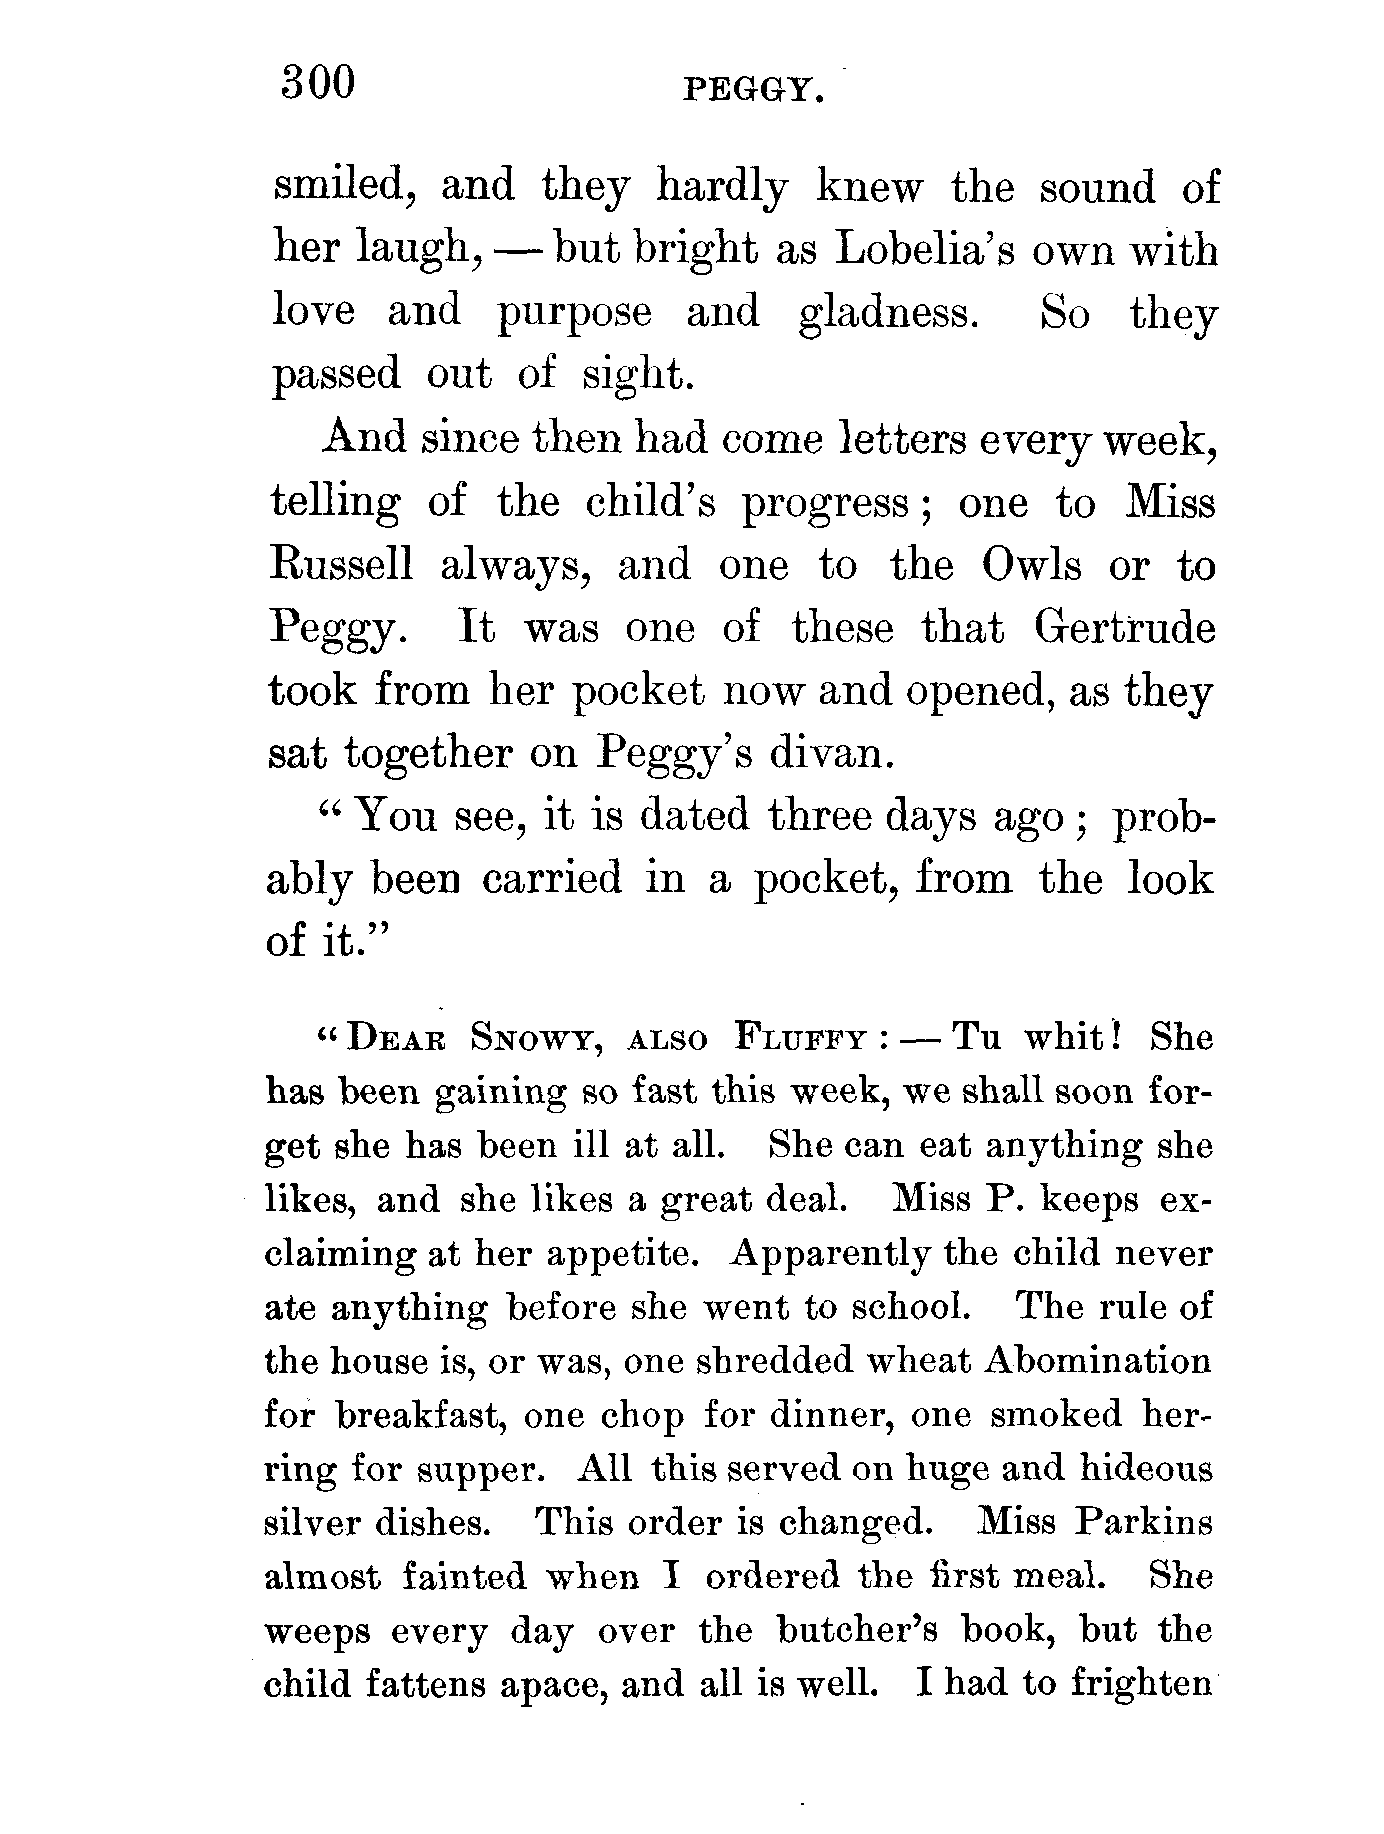 300 PEGGY.
smiled, and they hardly knew the sound of
her laugh, — but bright as Lobelia's own with
love and purpose and gladness. So they
passed out of sight.
And since then had come letters every week,
telling of the child's progress; one to Miss
Russell always, and one to the Owls or to
Peggy. It was one of these that Gertrude
took from her pocket now and opened, as they
sat together on Peggy's divan.
“You see, it is dated three days ago; prob-
ably been carried in a pocket, from the look
of it.”
“DEAR SNOWY, ALSO FLUFFY: — Tu whit! She
has been gaining so fast this week, we shall soon for-
get she has been ill at all. She can eat anything she
likes, and she likes a great deal. Miss P. keeps ex-
claiming at her appetite. Apparently the child never
ate anything before she went to school. The rule of
the house is, or was, one shredded wheat Abomination
for breakfast, one chop for dinner, one smoked her-
ring for supper. All this served on huge and hideous
silver dishes. This order is changed. Miss Parkins
almost fainted when I ordered the first meal. She
weeps every day over the butcher's book, but the
child fattens apace, and all is well. I had to frighten